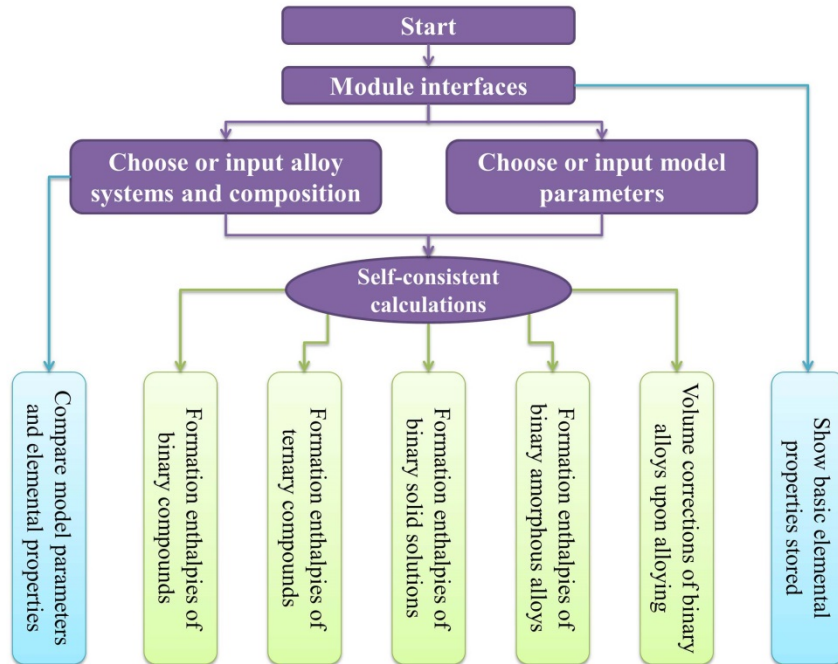 Start
Module interfaces
Choose or input alloy
systems and composition
Choose or input model
parameters
Self-consistent
calculations
Compare model parameters
and elemental properties
Formation enthalpies of
binary compounds
Formation enthalpies of
ternary compounds
Formation enthalpies of
binary solid solutions
Formation enthalpies of
binary amorphous alloys
Volume corrections of binary
alloys upon alloying
Show basic elemental
properties stored